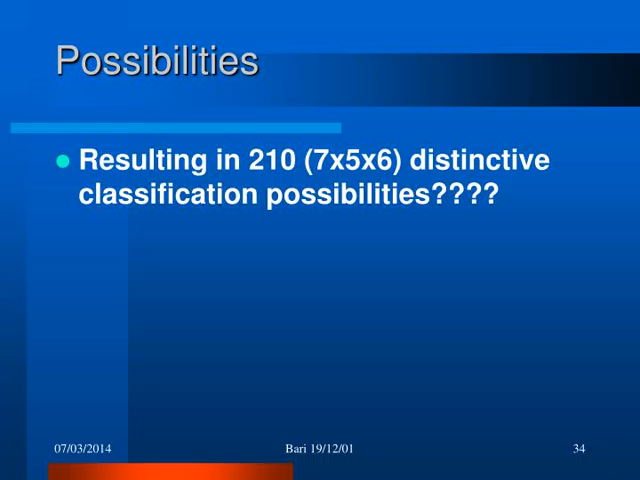 Possibilities
Resulting in 210 (7x5x6) distinctive
classification possibilities????
07/03/2014
Bari 19/12/01
34